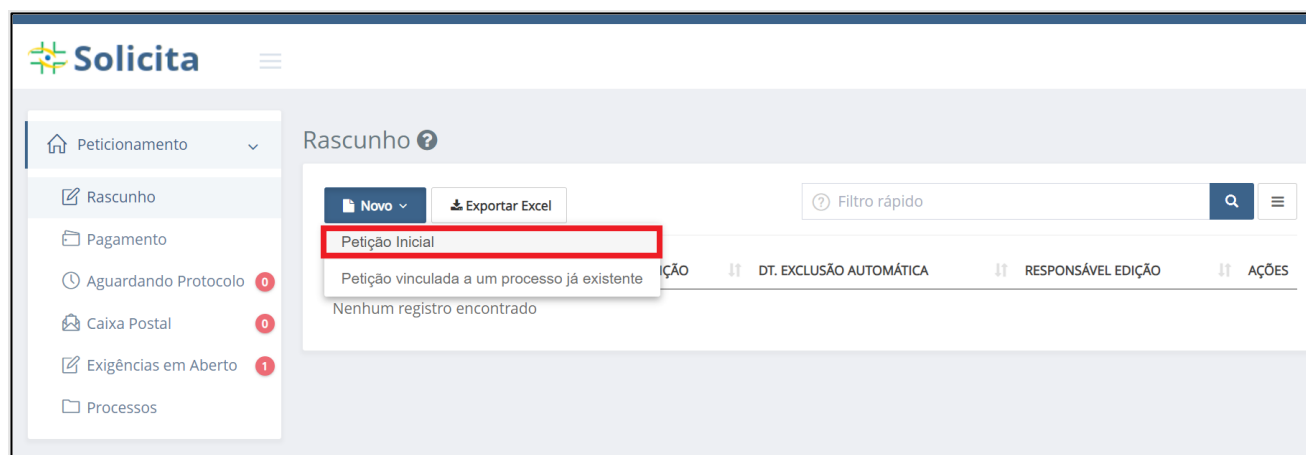 Solicita
Peticionamento
Rascunho
Pagamento
Aguardando Protocolo 0
Caixa Postal 0
Exigências em Aberto 1
Processos
Rascunho ?
Novo Exportar Excel ? Filtro rápido
Petição Inicial
Petição vinculada a um processo já existente
IÇÃO DT. EXCLUSÃO AUTOMÁTICA RESPONSÁVEL EDIÇÃO AÇÕES
Nenhum registro encontrado